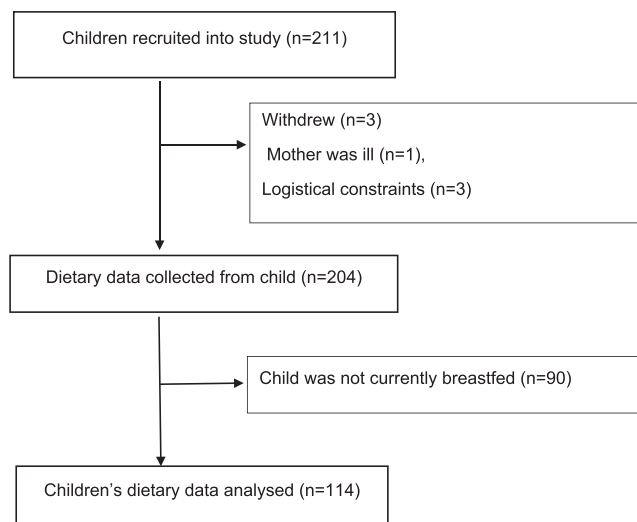 Children recruited into study (n=211)
Withdrew (n=3)
Mother was ill (n=1),
Logistical constraints (n=3)
Dietary data collected from child (n=204)
Child was not currently breastfed (n=90)
Children’s dietary data analysed (n=114)